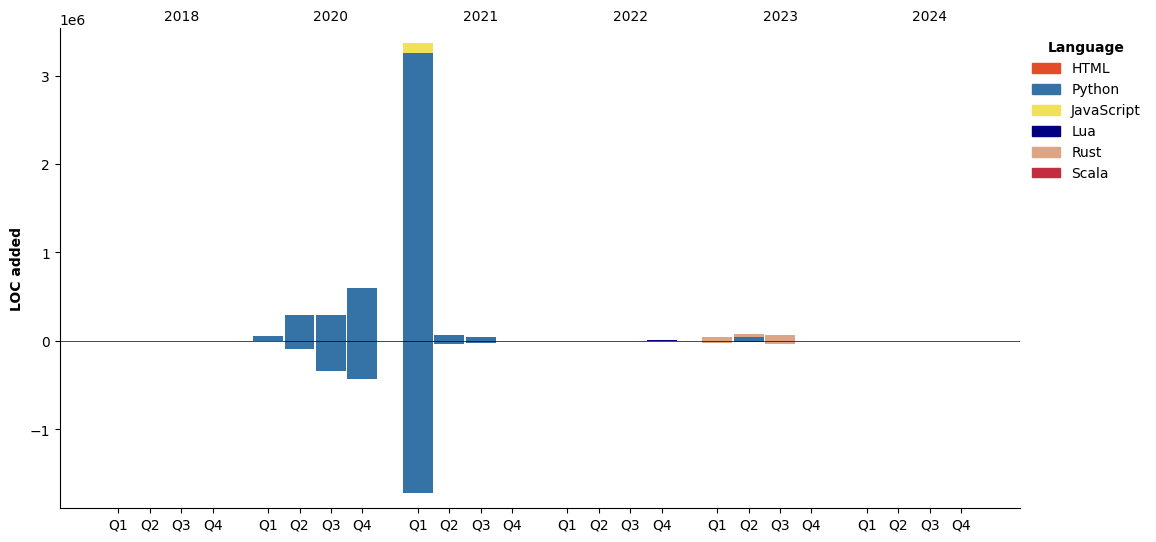 1e6
2018 2020 2021 2022 2023 2024
Language
HTML
Python
JavaScript
Lua
Rust
Scala
LOC added
3
2
1
0
−1
Q1 Q2 Q3 Q4 Q1 Q2 Q3 Q4 Q1 Q2 Q3 Q4 Q1 Q2 Q3 Q4 Q1 Q2 Q3 Q4 Q1 Q2 Q3 Q4